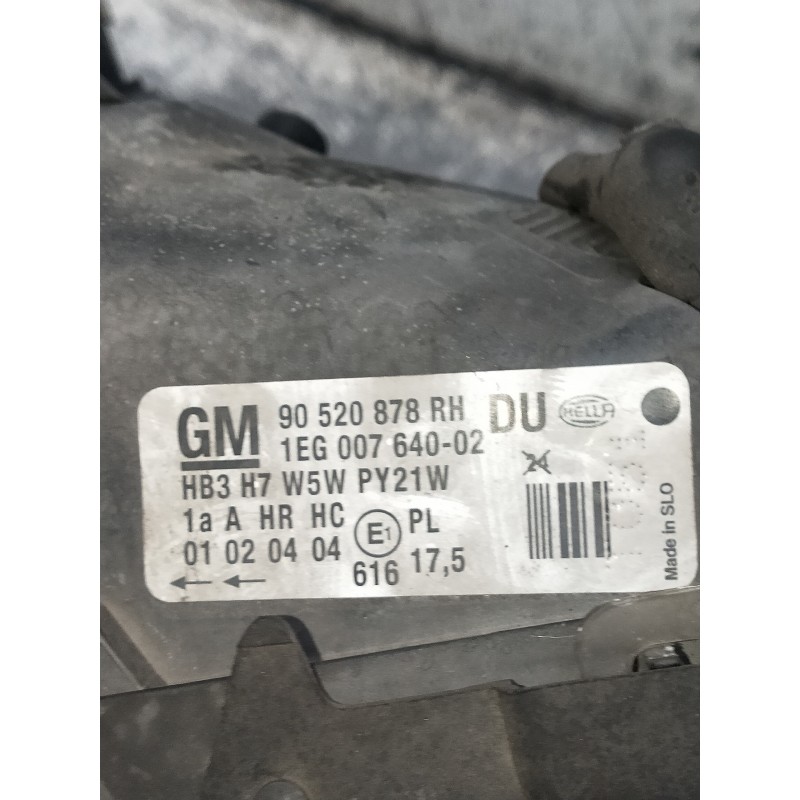 GM 90 520 878 RH DU HELLA
1EG 007 640-02
24
HB3 H7 W5W PY21W
1a A HR HC E1 PL
01 02 04 04 616 17,5
Made in SLO